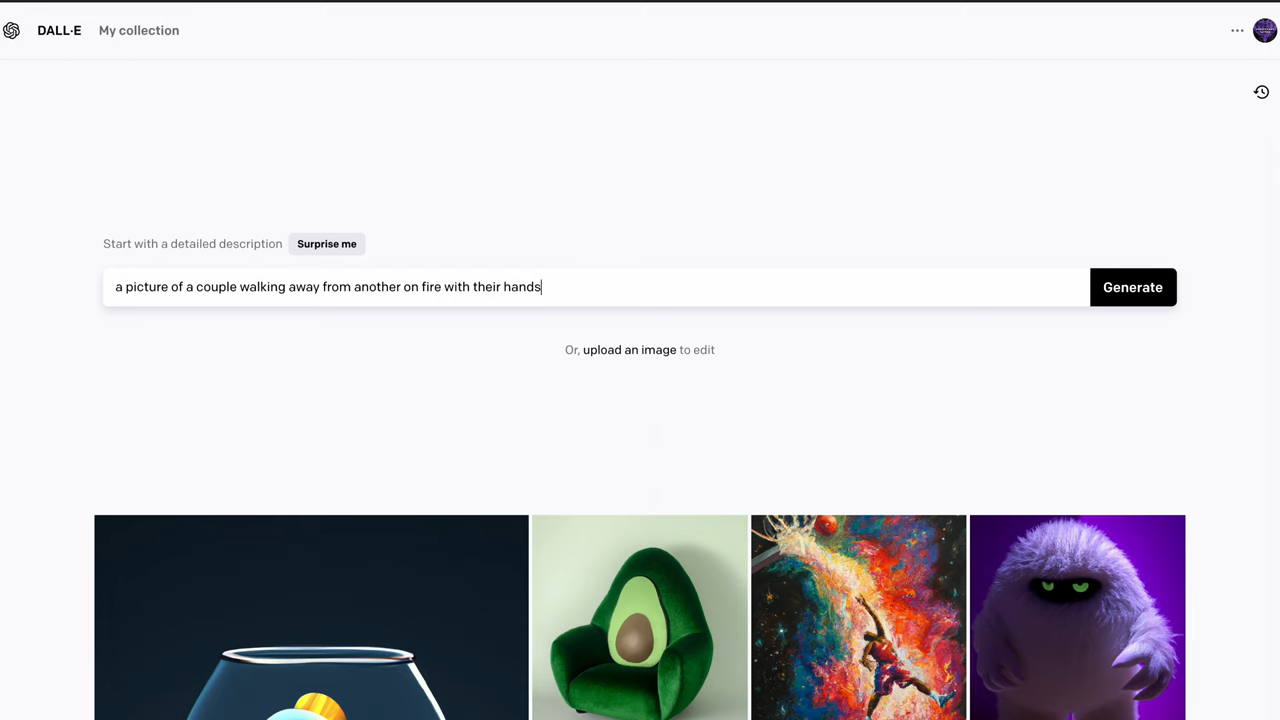 DALL·E My collection
Start with a detailed description Surprise me
a picture of a couple walking away from another on fire with their hands
Generate
Or, upload an image to edit